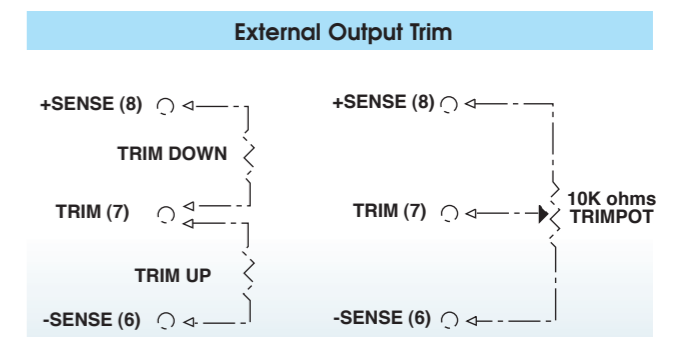 External Output Trim
+SENSE (8)
TRIM DOWN
TRIM (7)
TRIM UP
-SENSE (6)
+SENSE (8)
TRIM (7)
10K ohms
TRIMPOT
-SENSE (6)